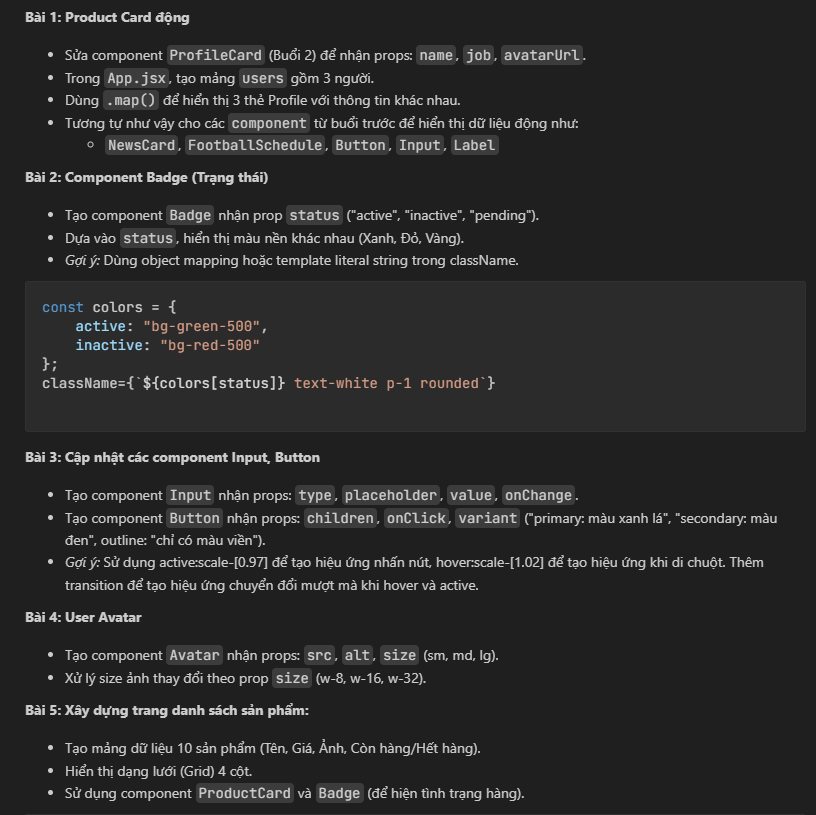 Bài 1: Product Card động
Sửa component ProfileCard (Buổi 2) để nhận props: name, job, avatarUrl.
Trong App.jsx, tạo mảng users gồm 3 người.
Dùng .map() để hiển thị 3 thẻ Profile với thông tin khác nhau.
Tương tự như vậy cho các component từ buổi trước để hiển thị dữ liệu động như:
NewsCard, FootballSchedule, Button, Input, Label
Bài 2: Component Badge (Trạng thái)
Tạo component Badge nhận prop status ("active", "inactive", "pending").
Dựa vào status, hiển thị màu nền khác nhau (Xanh, Đỏ, Vàng).
Gợi ý: Dùng object mapping hoặc template literal string trong className.
const colors = {
    active: "bg-green-500",
    inactive: "bg-red-500"
};
className={`${colors[status]} text-white p-1 rounded`}
Bài 3: Cập nhật các component Input, Button
Tạo component Input nhận props: type, placeholder, value, onChange.
Tạo component Button nhận props: children, onClick, variant ("primary: màu xanh lá", "secondary: màu
đen", outline: "chỉ có màu viền").
Gợi ý: Sử dụng active:scale-[0.97] để tạo hiệu ứng nhấn nút, hover:scale-[1.02] để tạo hiệu ứng khi di chuột. Thêm
transition để tạo hiệu ứng chuyển đổi mượt mà khi hover và active.
Bài 4: User Avatar
Tạo component Avatar nhận props: src, alt, size (sm, md, lg).
Xử lý size ảnh thay đổi theo prop size (w-8, w-16, w-32).
Bài 5: Xây dựng trang danh sách sản phẩm:
Tạo mảng dữ liệu 10 sản phẩm (Tên, Giá, Ảnh, Còn hàng/Hết hàng).
Hiển thị dạng lưới (Grid) 4 cột.
Sử dụng component ProductCard và Badge (để hiện tình trạng hàng).